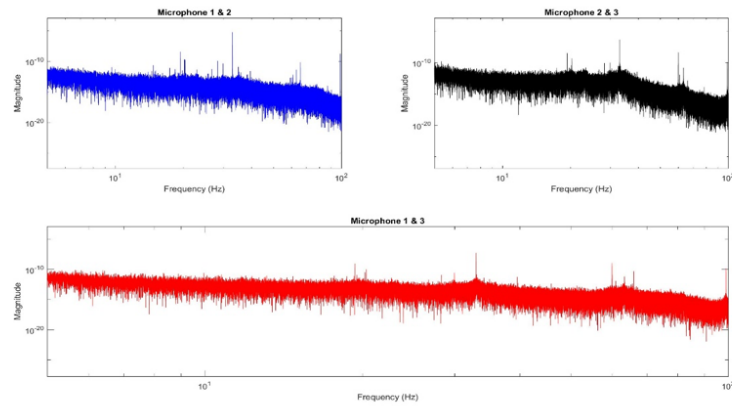 Microphone 1 & 2
Magnitude
10^-10
10^-20
10^1
10^2
Frequency (Hz)
Microphone 2 & 3
Magnitude
10^-10
10^-20
10^1
Frequency (Hz)
Microphone 1 & 3
Magnitude
10^-10
10^-20
10^1
Frequency (Hz)